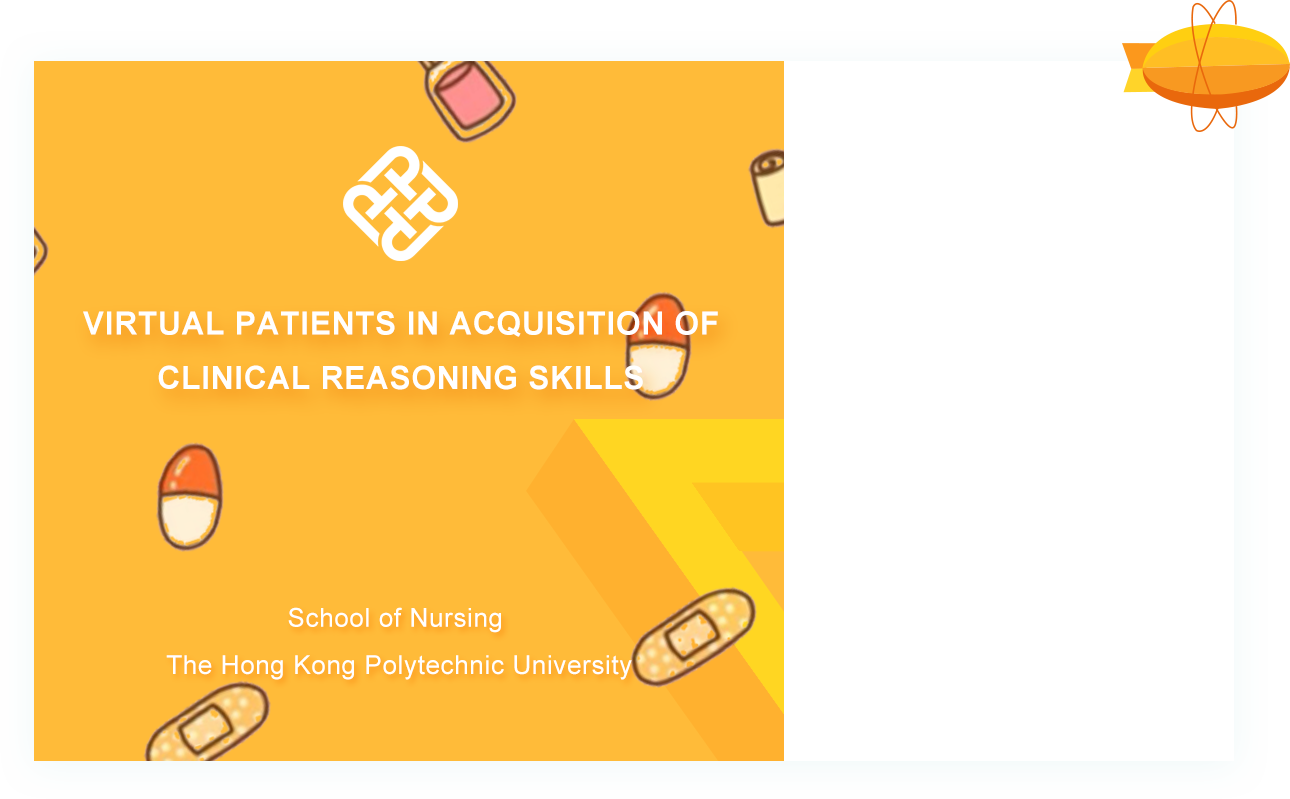 VIRTUAL PATIENTS IN ACQUISITION OF
CLINICAL REASONING SKILLS
School of Nursing
The Hong Kong Polytechnic University